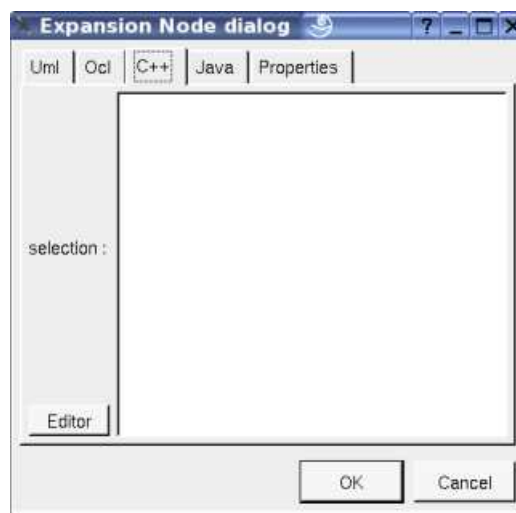 Expansion Node dialog ?
Uml Ocl C++ Java Properties
selection :
Editor
OK Cancel